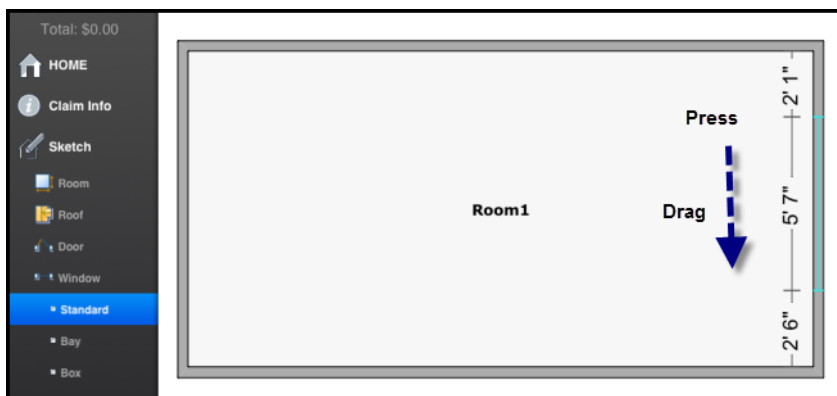 Total: $0.00
HOME
Claim Info
Sketch
Room
Roof
Door
Window
Standard
Bay
Box
2' 1"
Press
Room1
Drag
5' 7"
2' 6"